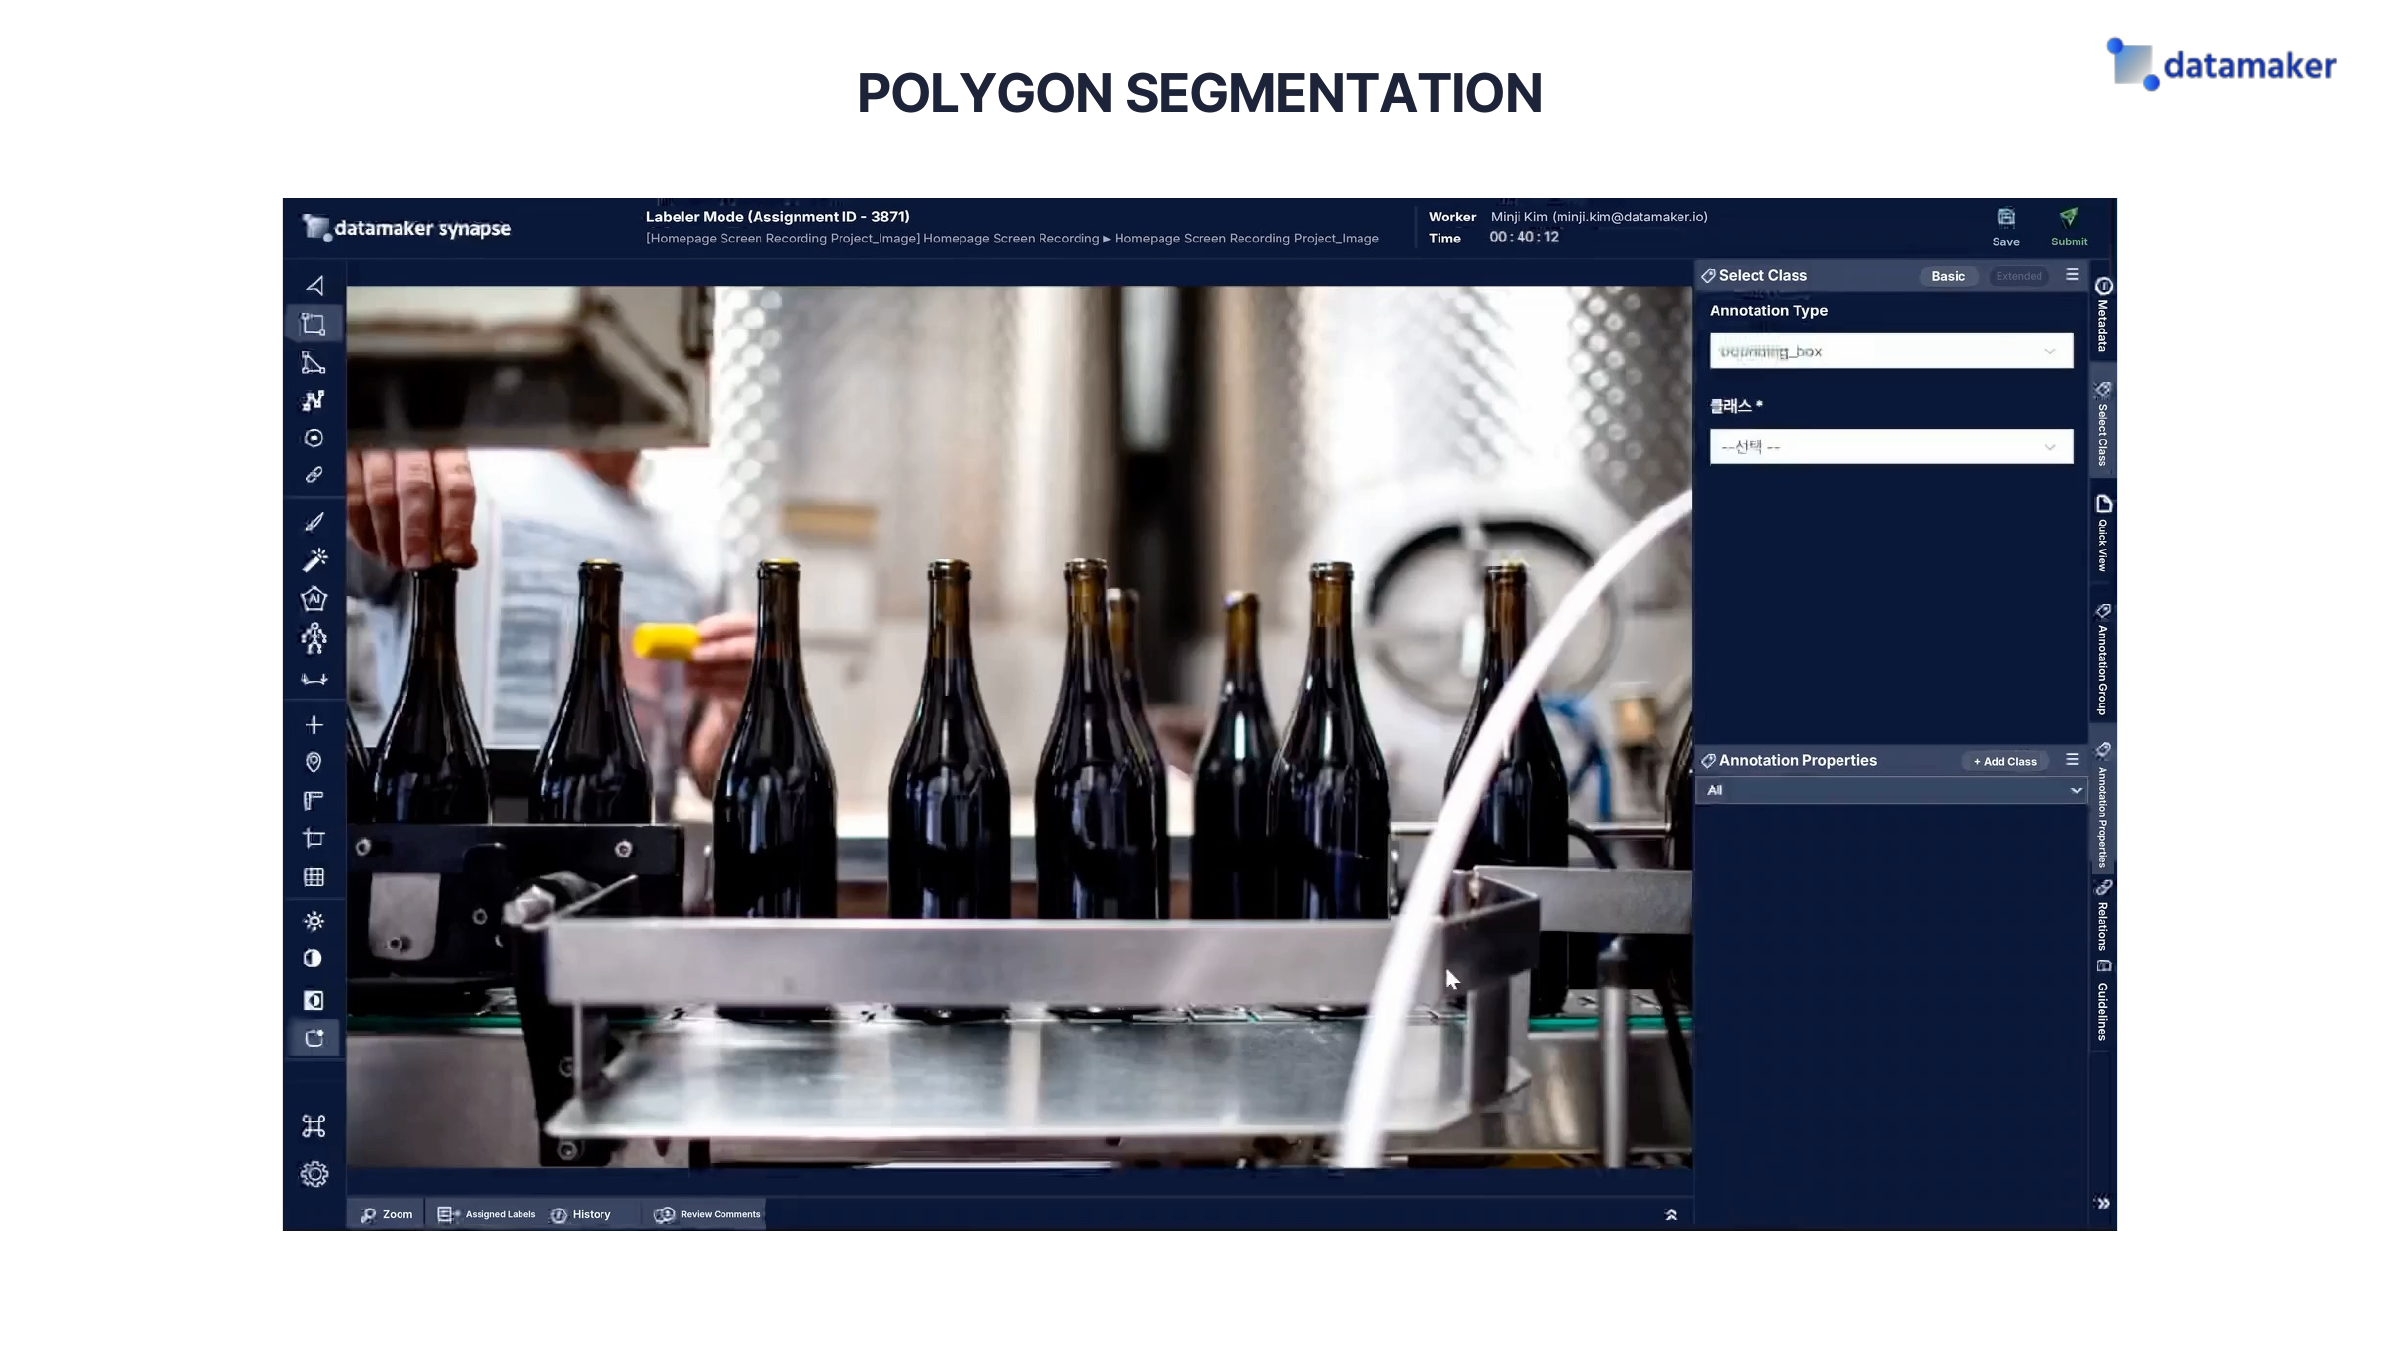 POLYGON SEGMENTATION
datamaker
datamaker synapse
Labeler Mode (Assignment ID - 3871)
[Homepage Screen Recording Project_Image] Homepage Screen Recording ▸ Homepage Screen Recording Project_Image
Worker Minji Kim (minji.kim@datamaker.io)
Time 00:40:12
Save
Submit
Select Class
Basic
Extended
Annotation Type
bounding_box
클래스 *
--선택 --
Annotation Properties
+ Add Class
All
Metadata
Select Class
Quick View
Annotation Group
Annotation Properties
Relations
Guidelines
AI
Zoom
Assigned Labels
History
Review Comments